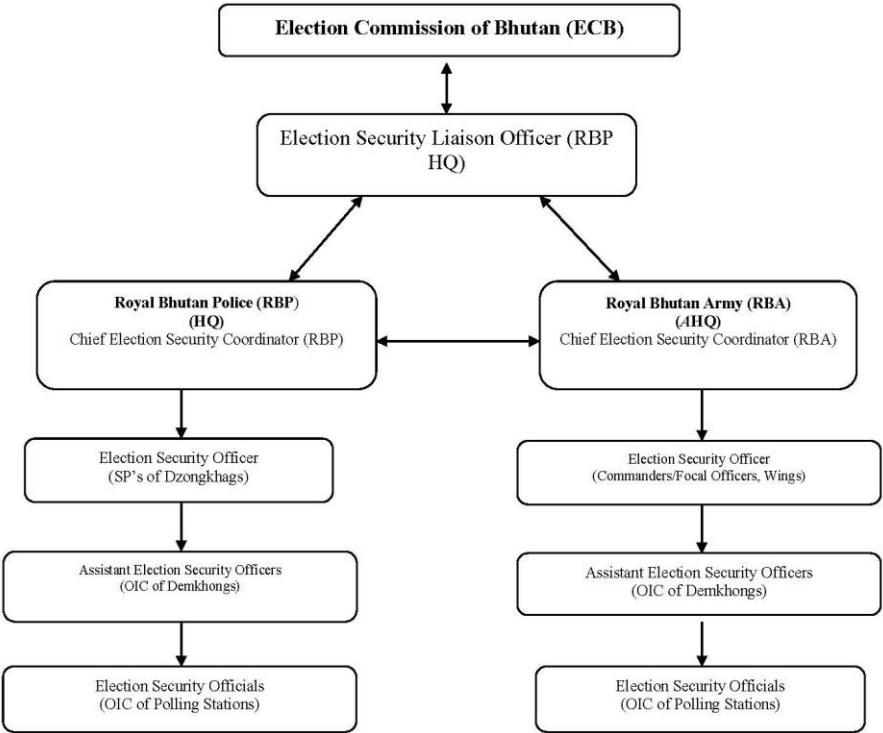 Election Commission of Bhutan (ECB)
Election Security Liaison Officer (RBP
HQ)
Royal Bhutan Police (RBP)
(HQ)
Chief Election Security Coordinator (RBP)
Royal Bhutan Army (RBA)
(AHQ)
Chief Election Security Coordinator (RBA)
Election Security Officer
(SP's of Dzongkhags)
Election Security Officer
(Commanders/Focal Officers, Wings)
Assistant Election Security Officers
(OIC of Demkhongs)
Assistant Election Security Officers
(OIC of Demkhongs)
Election Security Officials
(OIC of Polling Stations)
Election Security Officials
(OIC of Polling Stations)